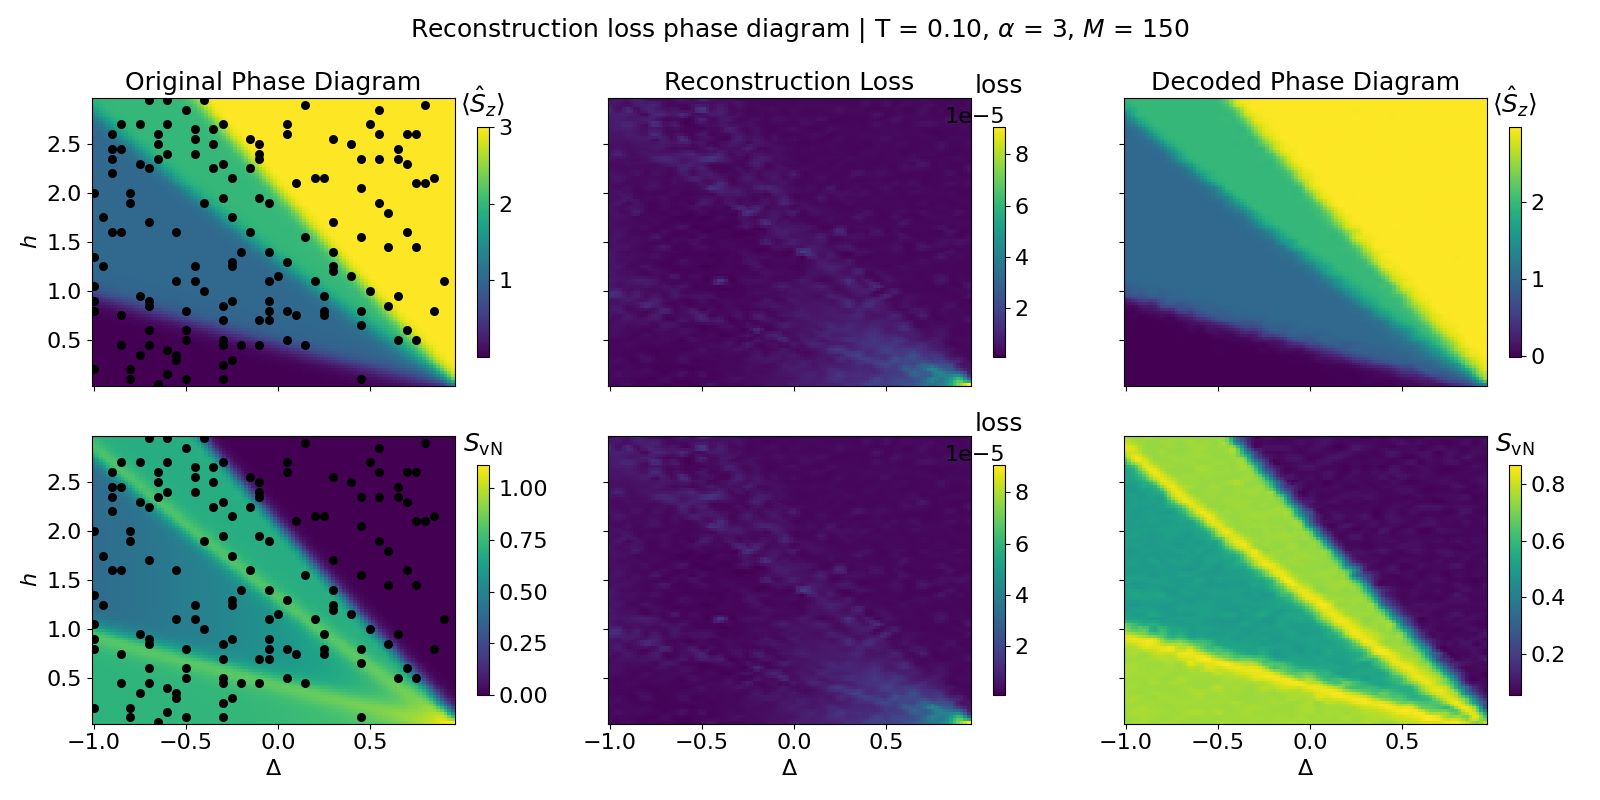 Reconstruction loss phase diagram | T = 0.10, α = 3, M = 150
Original Phase Diagram
⟨Ŝz⟩
3
2
1
h
2.5
2.0
1.5
1.0
0.5
Reconstruction Loss
loss
1e−5
8
6
4
2
Decoded Phase Diagram
⟨Ŝz⟩
2
1
0
SvN
1.00
0.75
0.50
0.25
0.00
h
2.5
2.0
1.5
1.0
0.5
−1.0 −0.5 0.0 0.5
Δ
loss
1e−5
8
6
4
2
−1.0 −0.5 0.0 0.5
Δ
SvN
0.8
0.6
0.4
0.2
−1.0 −0.5 0.0 0.5
Δ